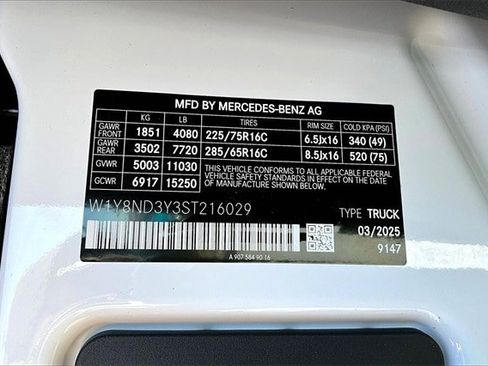 MFD BY MERCEDES-BENZ AG
KG LB TIRES RIM SIZE COLD KPA (PSI)
GAWR FRONT 1851 4080 225/75R16C 6.5Jx16 340 (49)
GAWR REAR 3502 7720 285/65R16C 8.5Jx16 520 (75)
GVWR 5003 11030 THIS VEHICLE CONFORMS TO ALL APPLICABLE
GCWR 6917 15250 U.S. FEDERAL MOTOR VEHICLE SAFETY STANDARDS IN EFFECT ON THE DATE OF MANUFACTURE SHOWN.
W1Y8ND3Y3ST216029 TYPE TRUCK
03/2025
9147
A 907 584 90 16